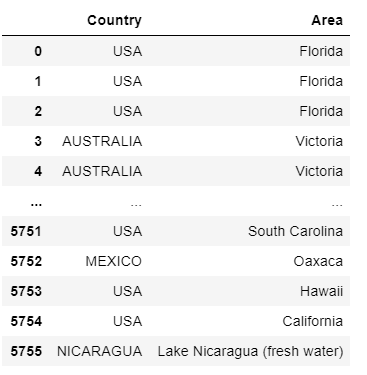 Country Area
0 USA Florida
1 USA Florida
2 USA Florida
3 AUSTRALIA Victoria
4 AUSTRALIA Victoria
... ... ...
5751 USA South Carolina
5752 MEXICO Oaxaca
5753 USA Hawaii
5754 USA California
5755 NICARAGUA Lake Nicaragua (fresh water)